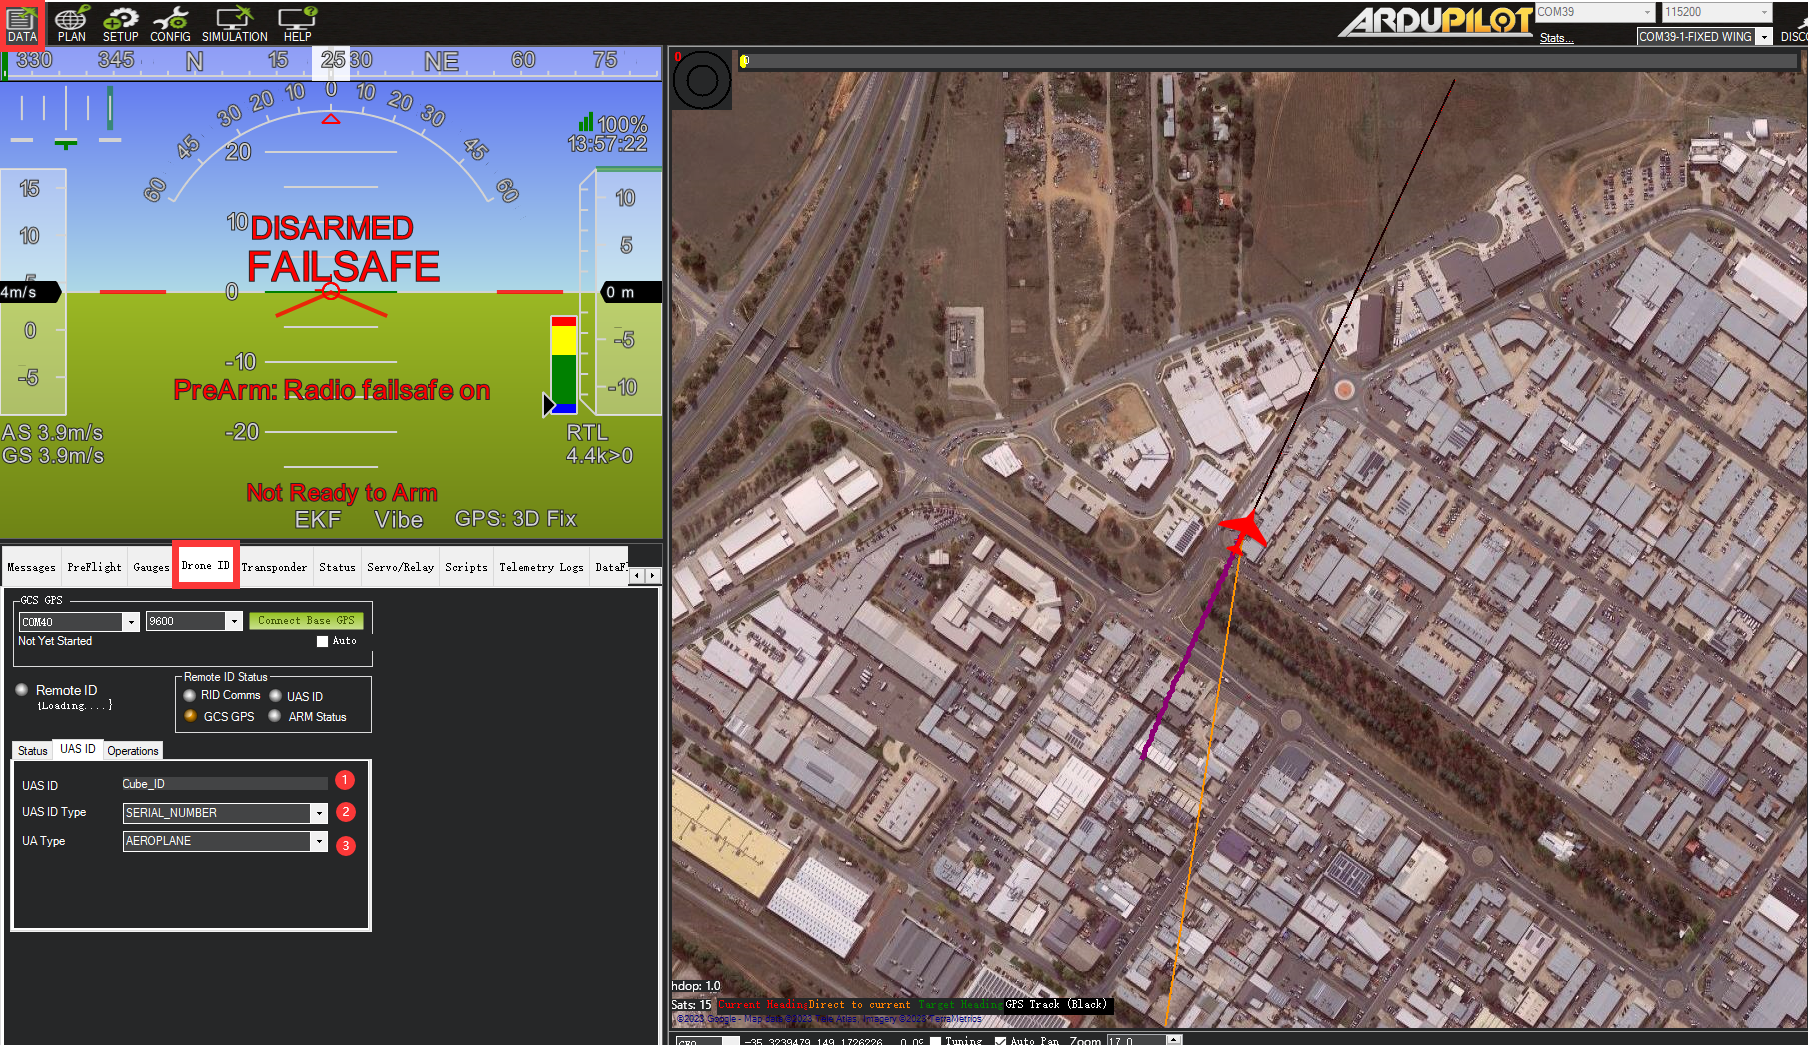 DATA PLAN SETUP CONFIG SIMULATION HELP
ARDUPILOT
COM39 115200
Stats... COM39-1-FIXED WING
330 345 N 15 25 30 NE 60 75
60 45 30 20 10 0 10 20 30 45 60
100%
13:57:22
20
15 10
10 10 5
DISARMED
FAILSAFE
4m/s 0 0 m
0 -5
-5 -10 -10
PreArm: Radio failsafe on
AS 3.9m/s -20 RTL
GS 3.9m/s 4.4k>0
Not Ready to Arm
EKF Vibe GPS: 3D Fix
Messages PreFlight Gauges Drone ID Transponder Status Servo/Relay Scripts Telemetry Logs
GCS GPS
COM40 9600 Connect Base GPS
Not Yet Started Auto
Remote ID
{Loading....}
Remote ID Status
RID Comms UAS ID
GCS GPS ARM Status
Status UAS ID Operations
UAS ID Cube_ID 1
UAS ID Type SERIAL_NUMBER 2
UA Type AEROPLANE 3
0
0
hdop: 1.0
Sats: 15 Current Heading Direct to current Target Heading GPS Track (Black)
©2023 Google - Map data ©2023 Tele Atlas, Imagery ©2023 TerraMetrics
GEO -35.3239479 149.1726226 Tuning Auto Pan Zoom 17.0